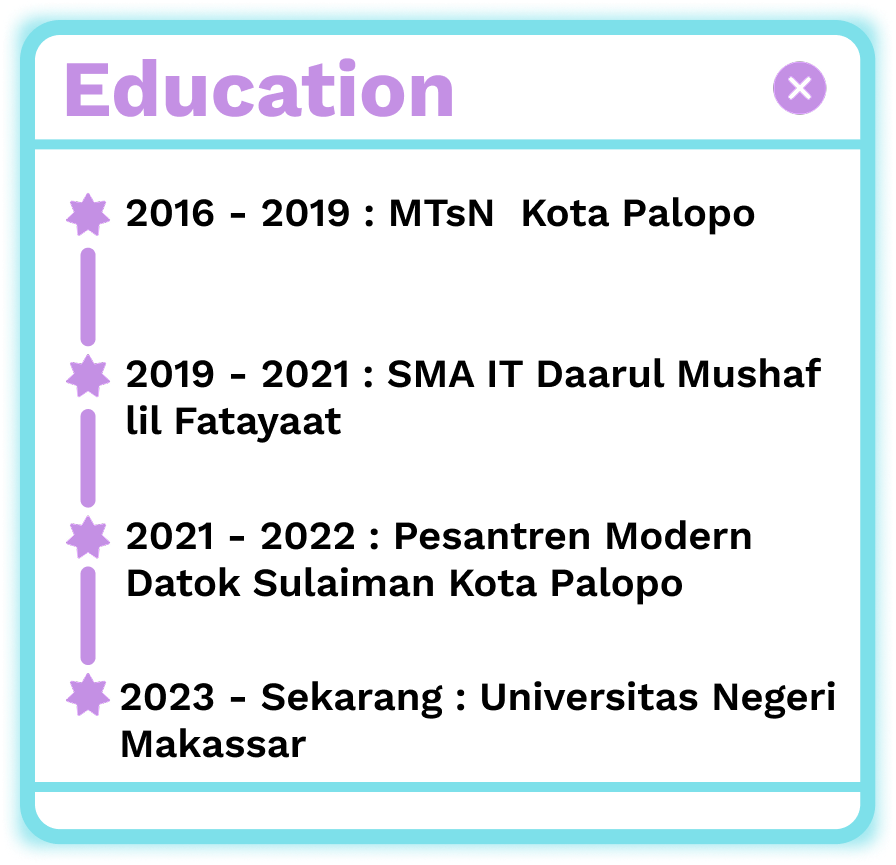 Education
2016 - 2019 : MTsN  Kota Palopo
2019 - 2021 : SMA IT Daarul Mushaf
lil Fatayaat
2021 - 2022 : Pesantren Modern
Datok Sulaiman Kota Palopo
2023 - Sekarang : Universitas Negeri
Makassar